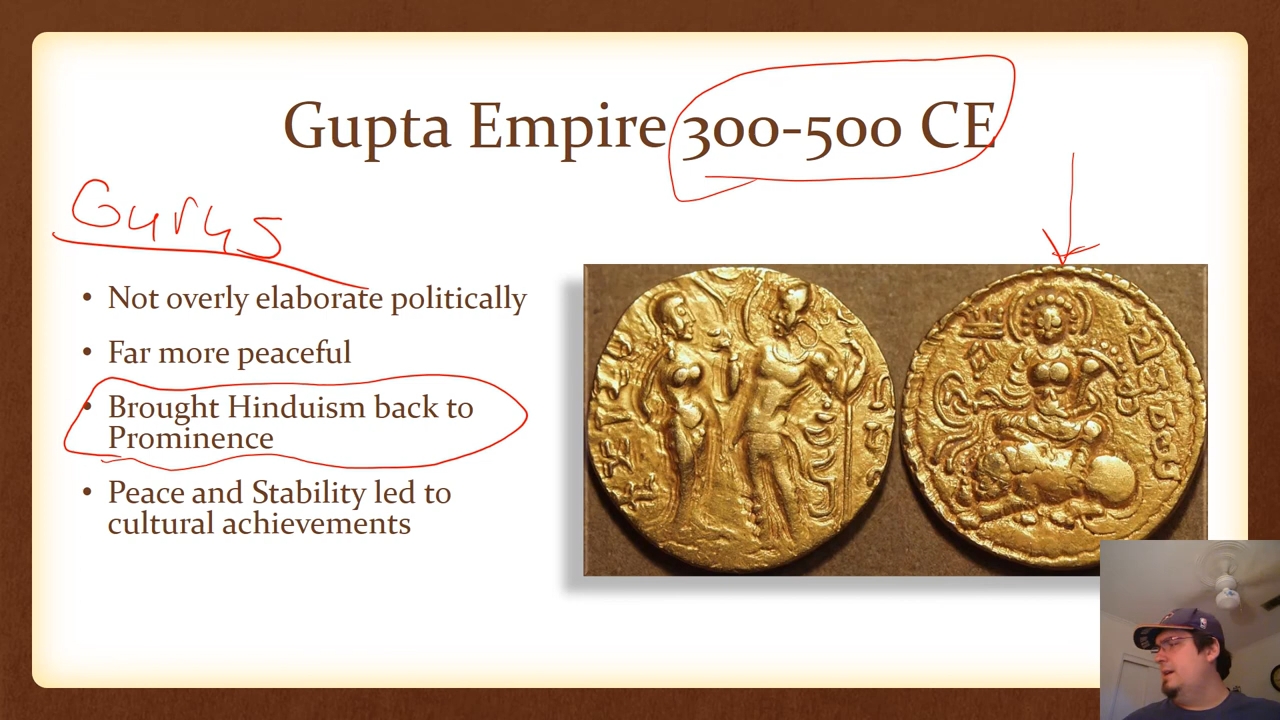 Gupta Empire 300-500 CE
Gurus
• Not overly elaborate politically
• Far more peaceful
• Brought Hinduism back to
Prominence
• Peace and Stability led to
cultural achievements